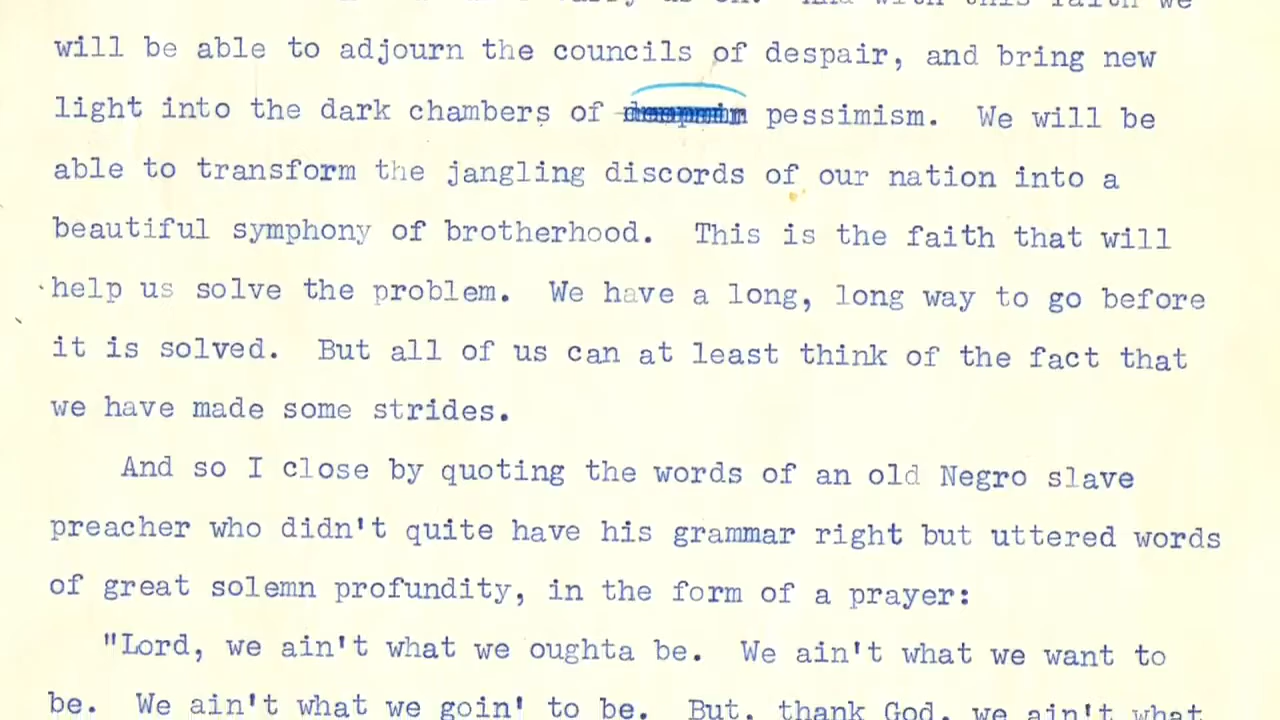 with this faith we
will be able to adjourn the councils of despair, and bring new
light into the dark chambers of despair pessimism.  We will be
able to transform the jangling discords of our nation into a
beautiful symphony of brotherhood.  This is the faith that will
help us solve the problem.  We have a long, long way to go before
it is solved.  But all of us can at least think of the fact that
we have made some strides.
And so I close by quoting the words of an old Negro slave
preacher who didn't quite have his grammar right but uttered words
of great solemn profundity, in the form of a prayer:
"Lord, we ain't what we oughta be.  We ain't what we want to
be.  We ain't what we goin' to be.  But, thank God, we ain't what